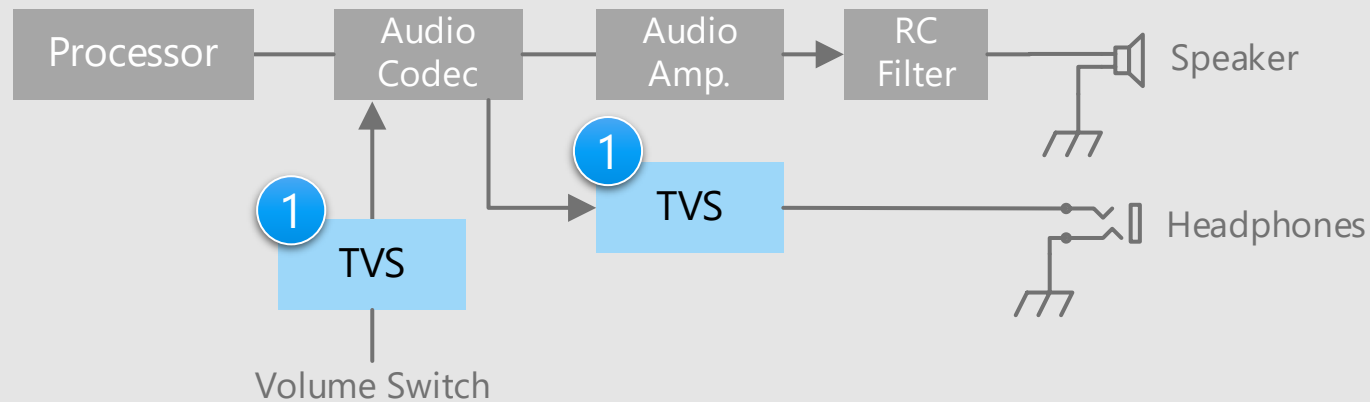 Processor
Audio
Codec
Audio
Amp.
RC
Filter
Speaker
1
TVS
Headphones
1
TVS
Volume Switch